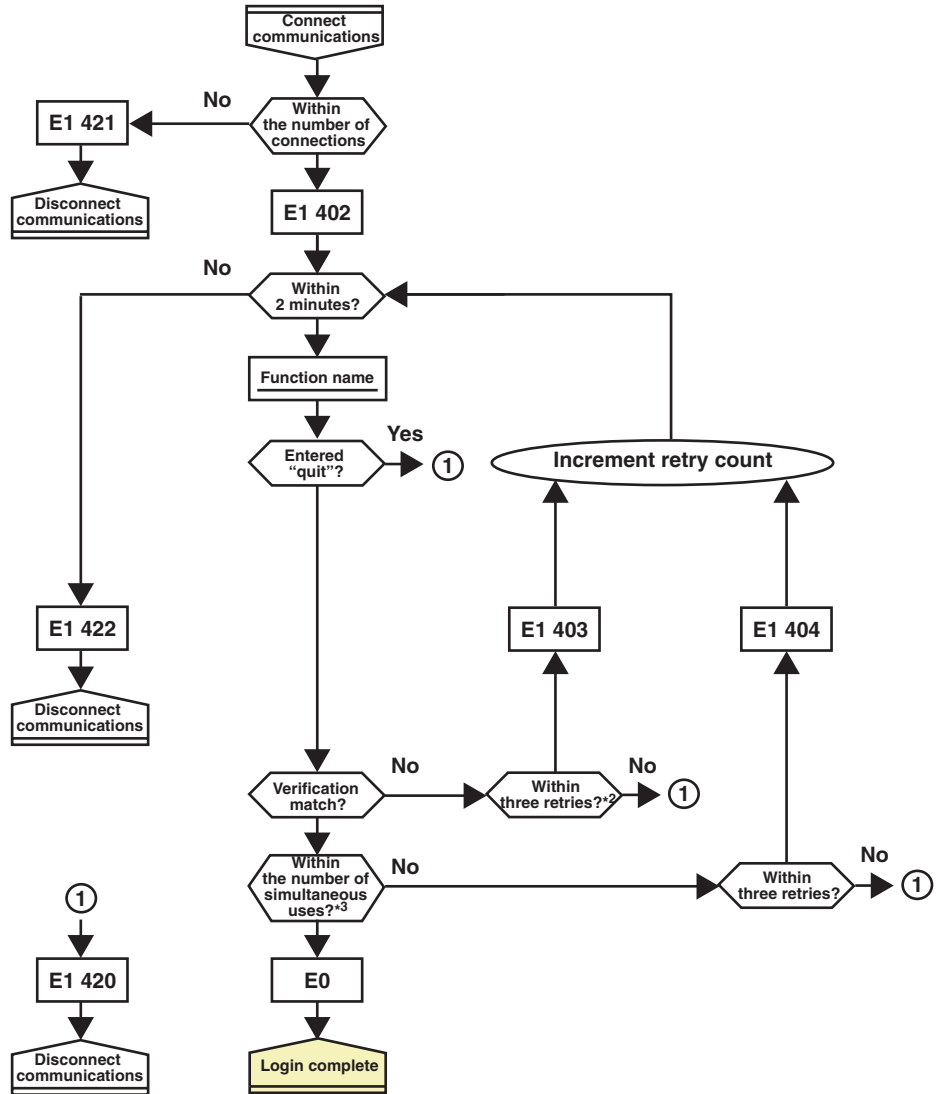 Connect
communications
No
Within
the number of
connections
E1 421
Disconnect
communications
E1 402
No
Within
2 minutes?
Function name
Yes
Entered
"quit"?
1
Increment retry count
E1 422
Disconnect
communications
E1 403
E1 404
Verification
match?
No
Within
three retries?*2
No
1
Within
the number of
simultaneous
uses?*3
No
Within
three retries?
No
1
1
E1 420
Disconnect
communications
E0
Login complete